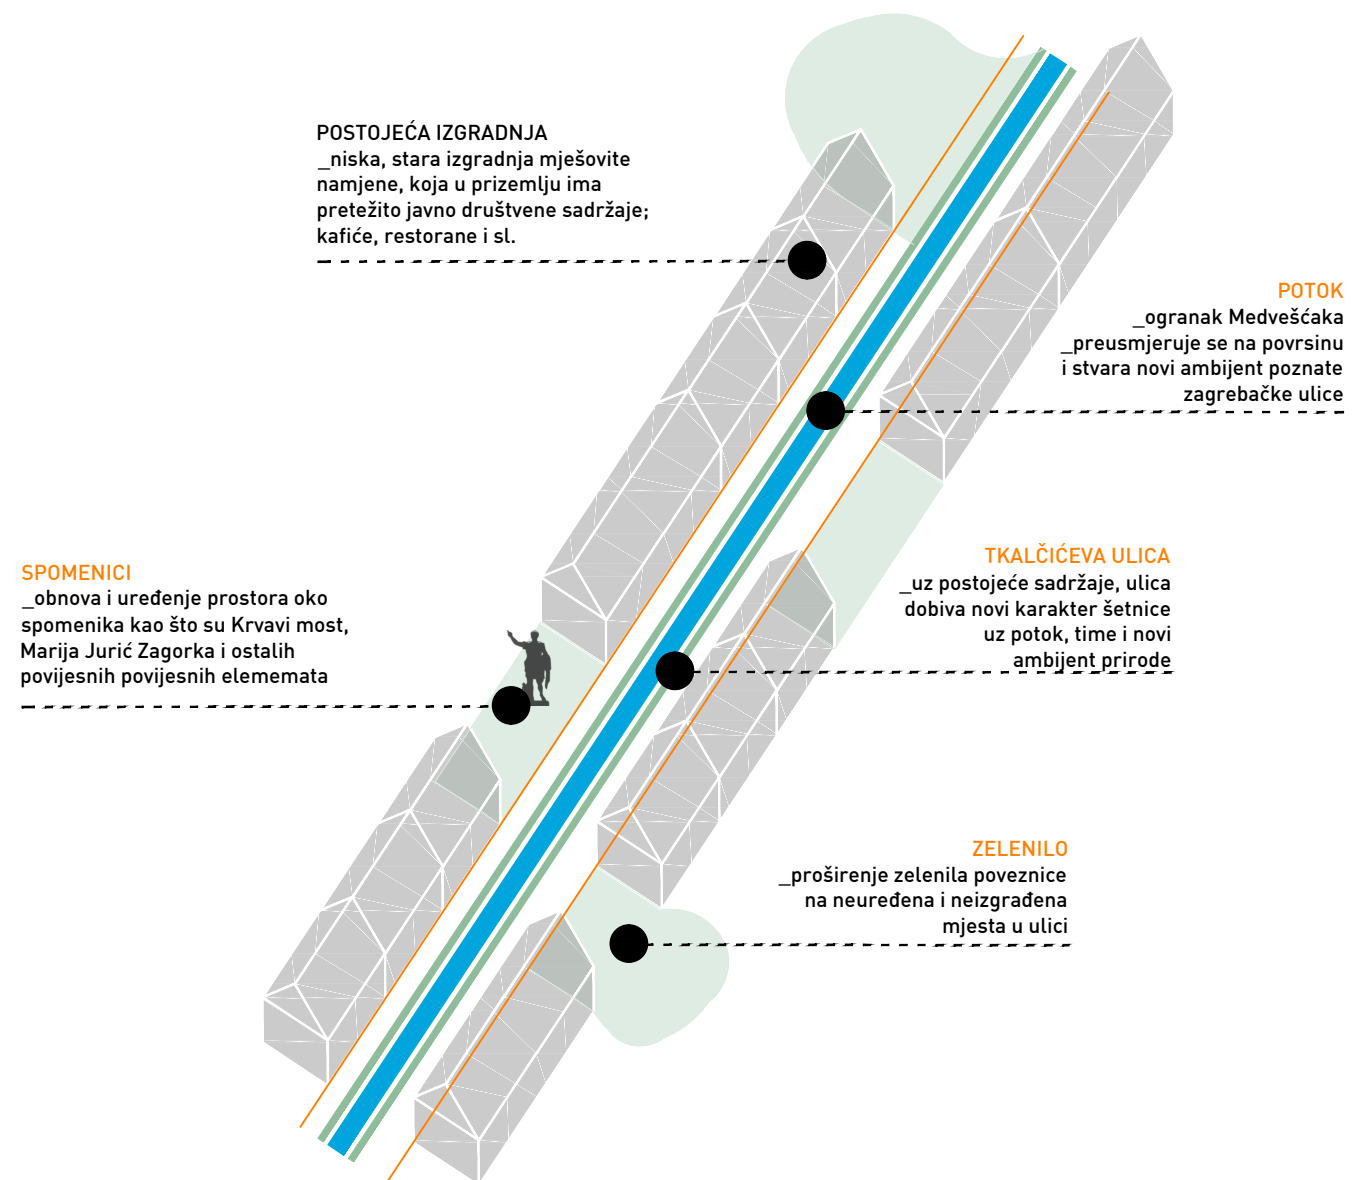 POSTOJEĆA IZGRADNJA
_niska, stara izgradnja mješovite
namjene, koja u prizemlju ima
pretežito javno društvene sadržaje;
kafiće, restorane i sl.
POTOK
_ogranak Medvešćaka
_preusmjeruje se na povrsinu
i stvara novi ambijent poznate
zagrebačke ulice
TKALČIĆEVA ULICA
_uz postojeće sadržaje, ulica
dobiva novi karakter šetnice
uz potok, time i novi
ambijent prirode
SPOMENICI
_obnova i uređenje prostora oko
spomenika kao što su Krvavi most,
Marija Jurić Zagorka i ostalih
povijesnih povijesnih elememata
ZELENILO
_proširenje zelenila poveznice
na neuređena i neizgrađena
mjesta u ulici